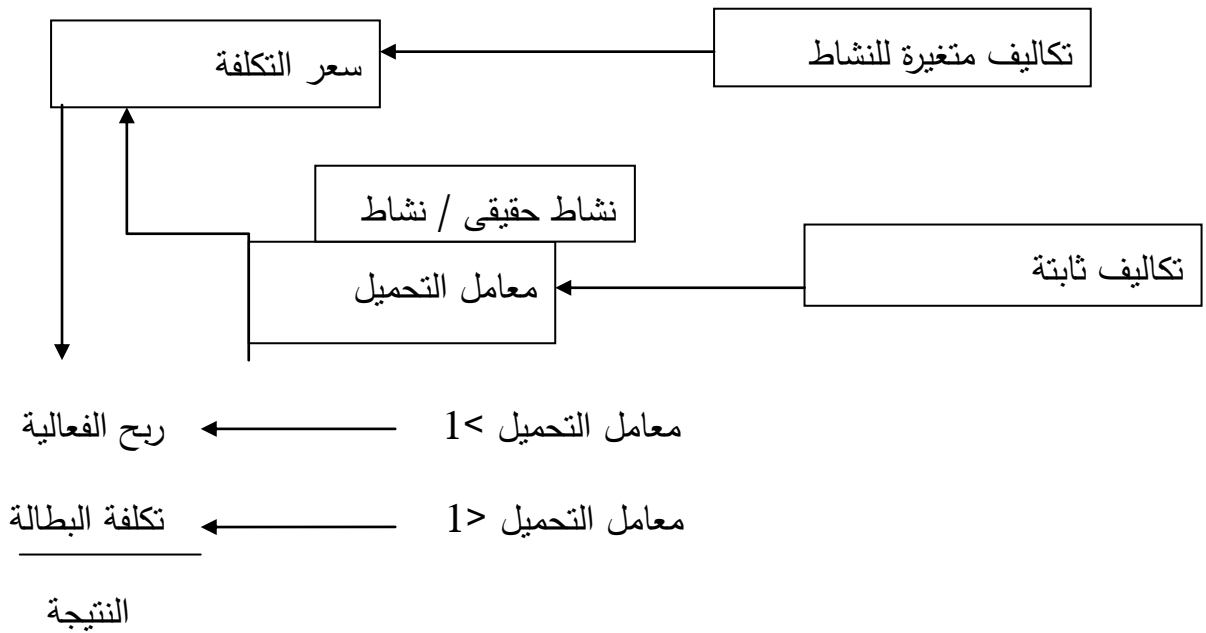 تكاليف متغيرة للنشاط
سعر التكلفة
نشاط حقيقى / نشاط
تكاليف ثابتة
معامل التحميل
معامل التحميل >1
ربح الفعالية
معامل التحميل <1
تكلفة البطالة
النتيجة